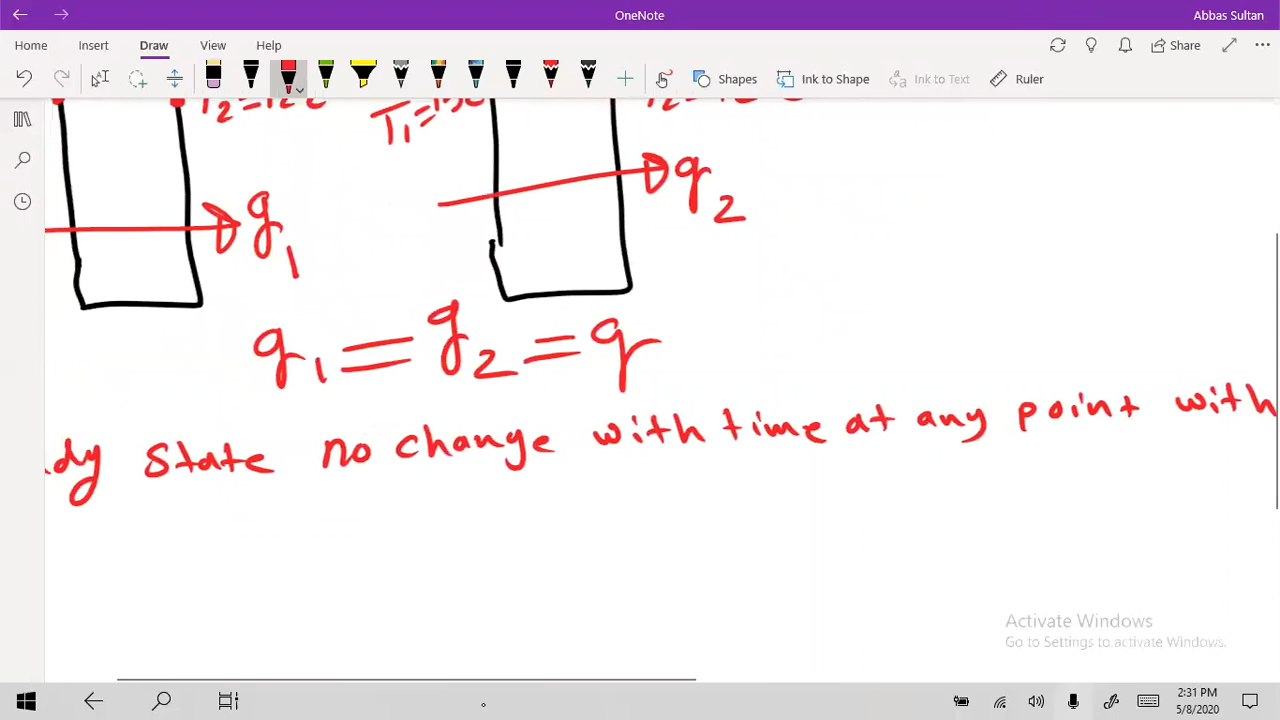 OneNote
Abbas Sultan
Home Insert Draw View Help
Share
Shapes Ink to Shape Ink to Text Ruler
q1
q2
q1 = q2 = q
dy state no change with time at any point with
Activate Windows
Go to Settings to activate Windows.
2:31 PM
5/8/2020